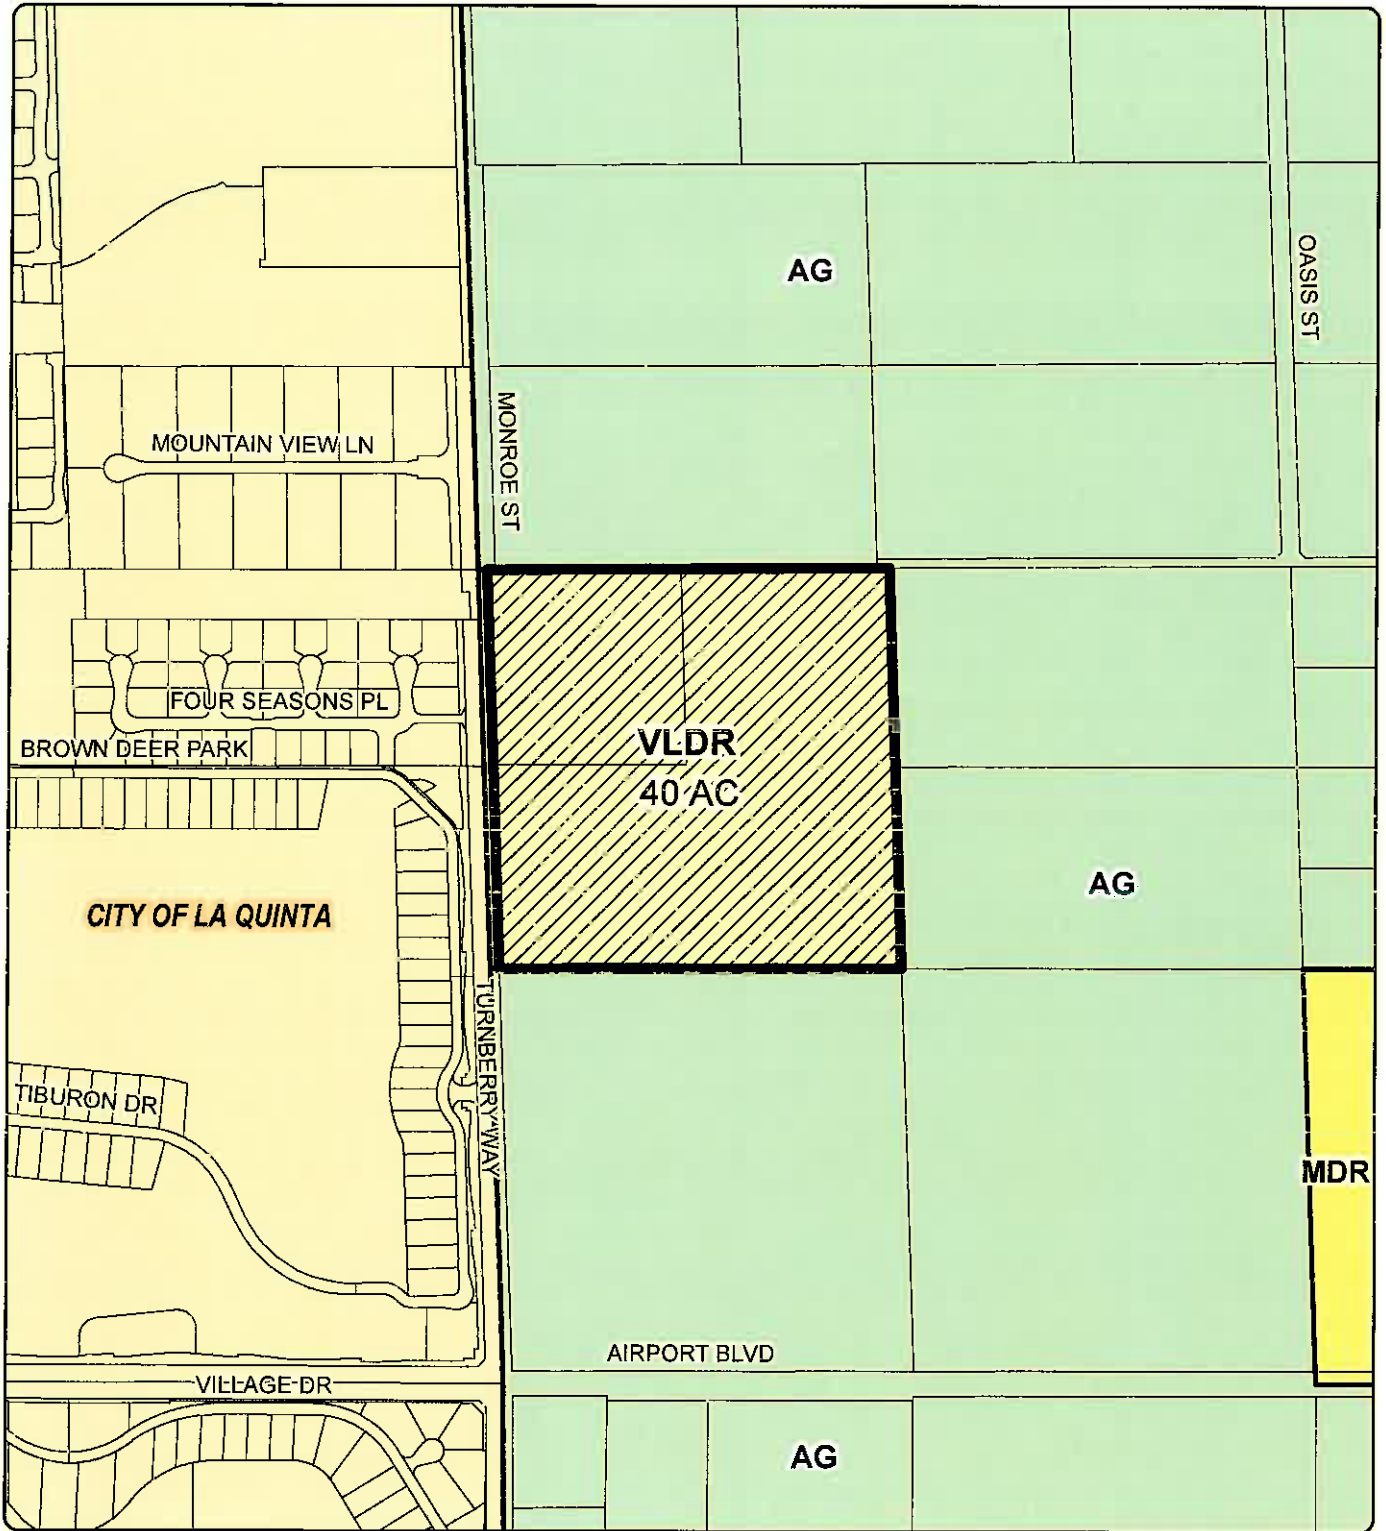 AG
OASIS ST
MONROE ST
MOUNTAIN VIEW LN
FOUR SEASONS PL
BROWN DEER PARK
VLDR
40 AC
AG
CITY OF LA QUINTA
TURNBERRY WAY
TIBURON DR
MDR
AIRPORT BLVD
VILLAGE DR
AG